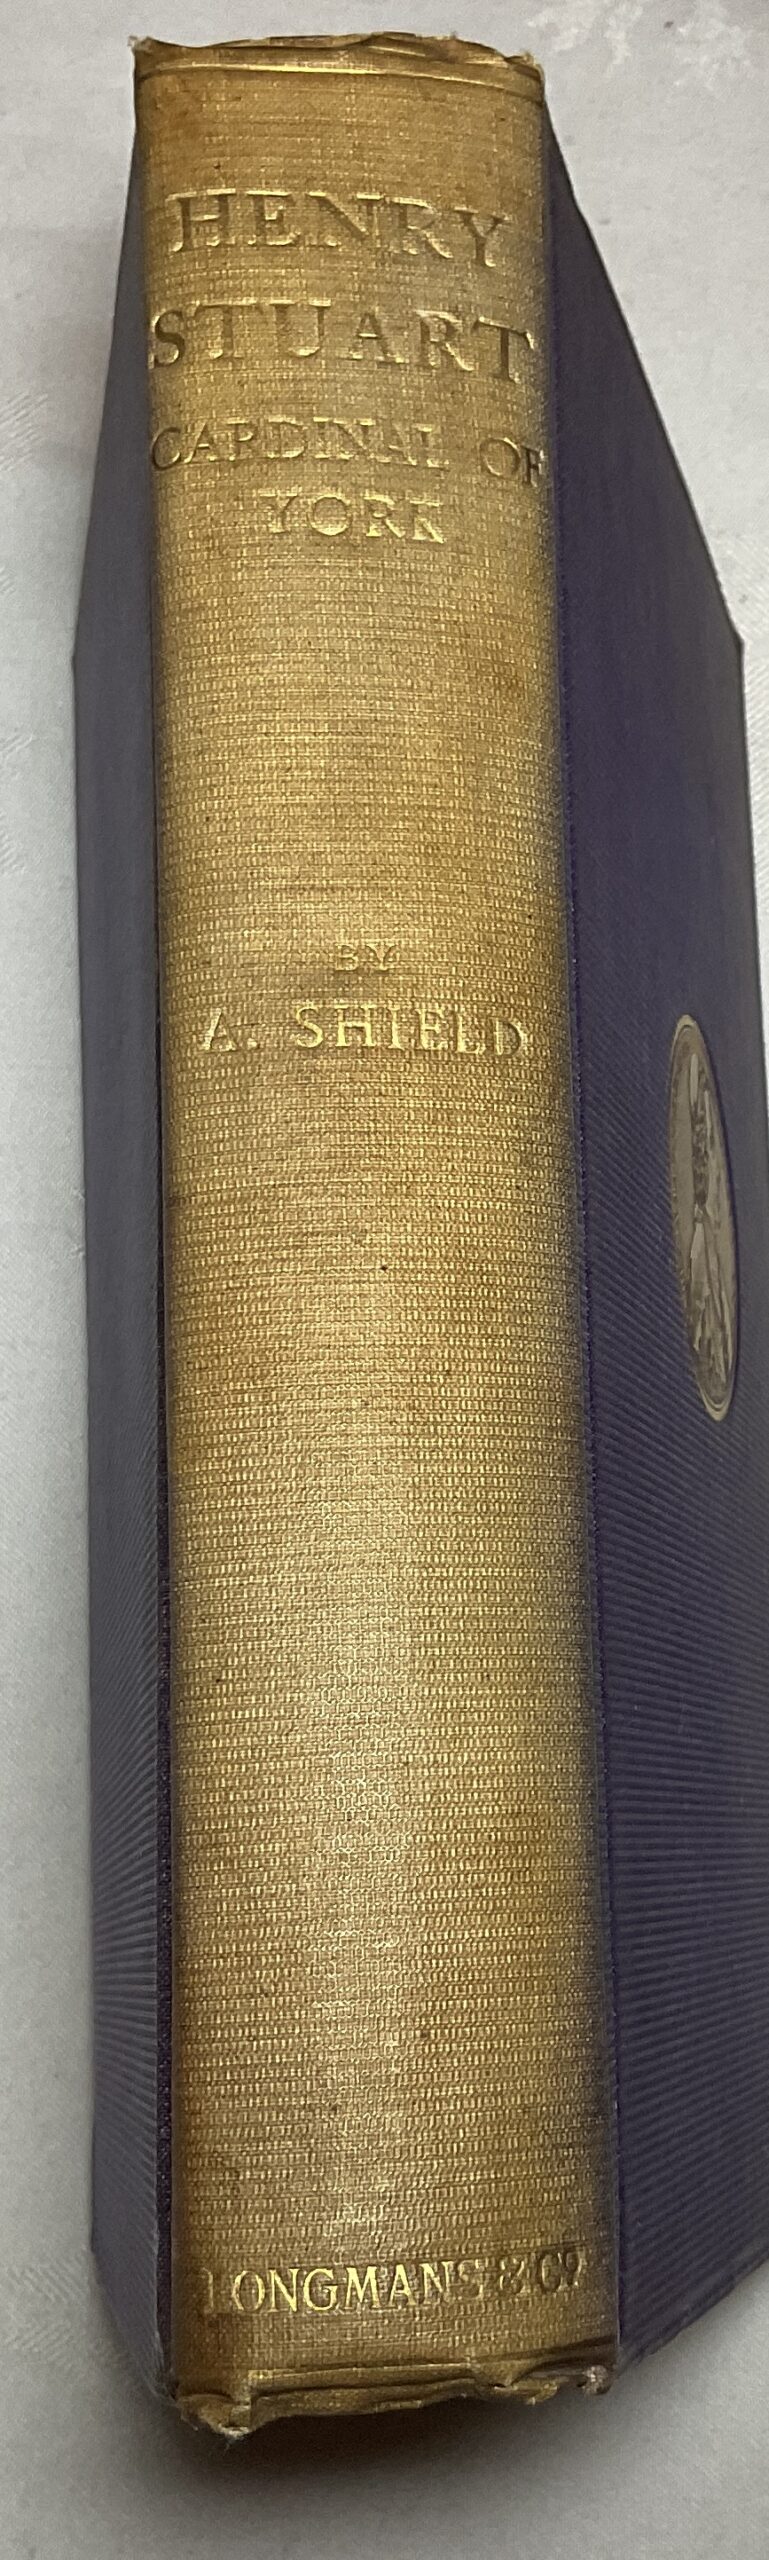 HENRY
STUART
CARDINAL OF
YORK
BY
A. SHIELD
LONGMANS & Cº